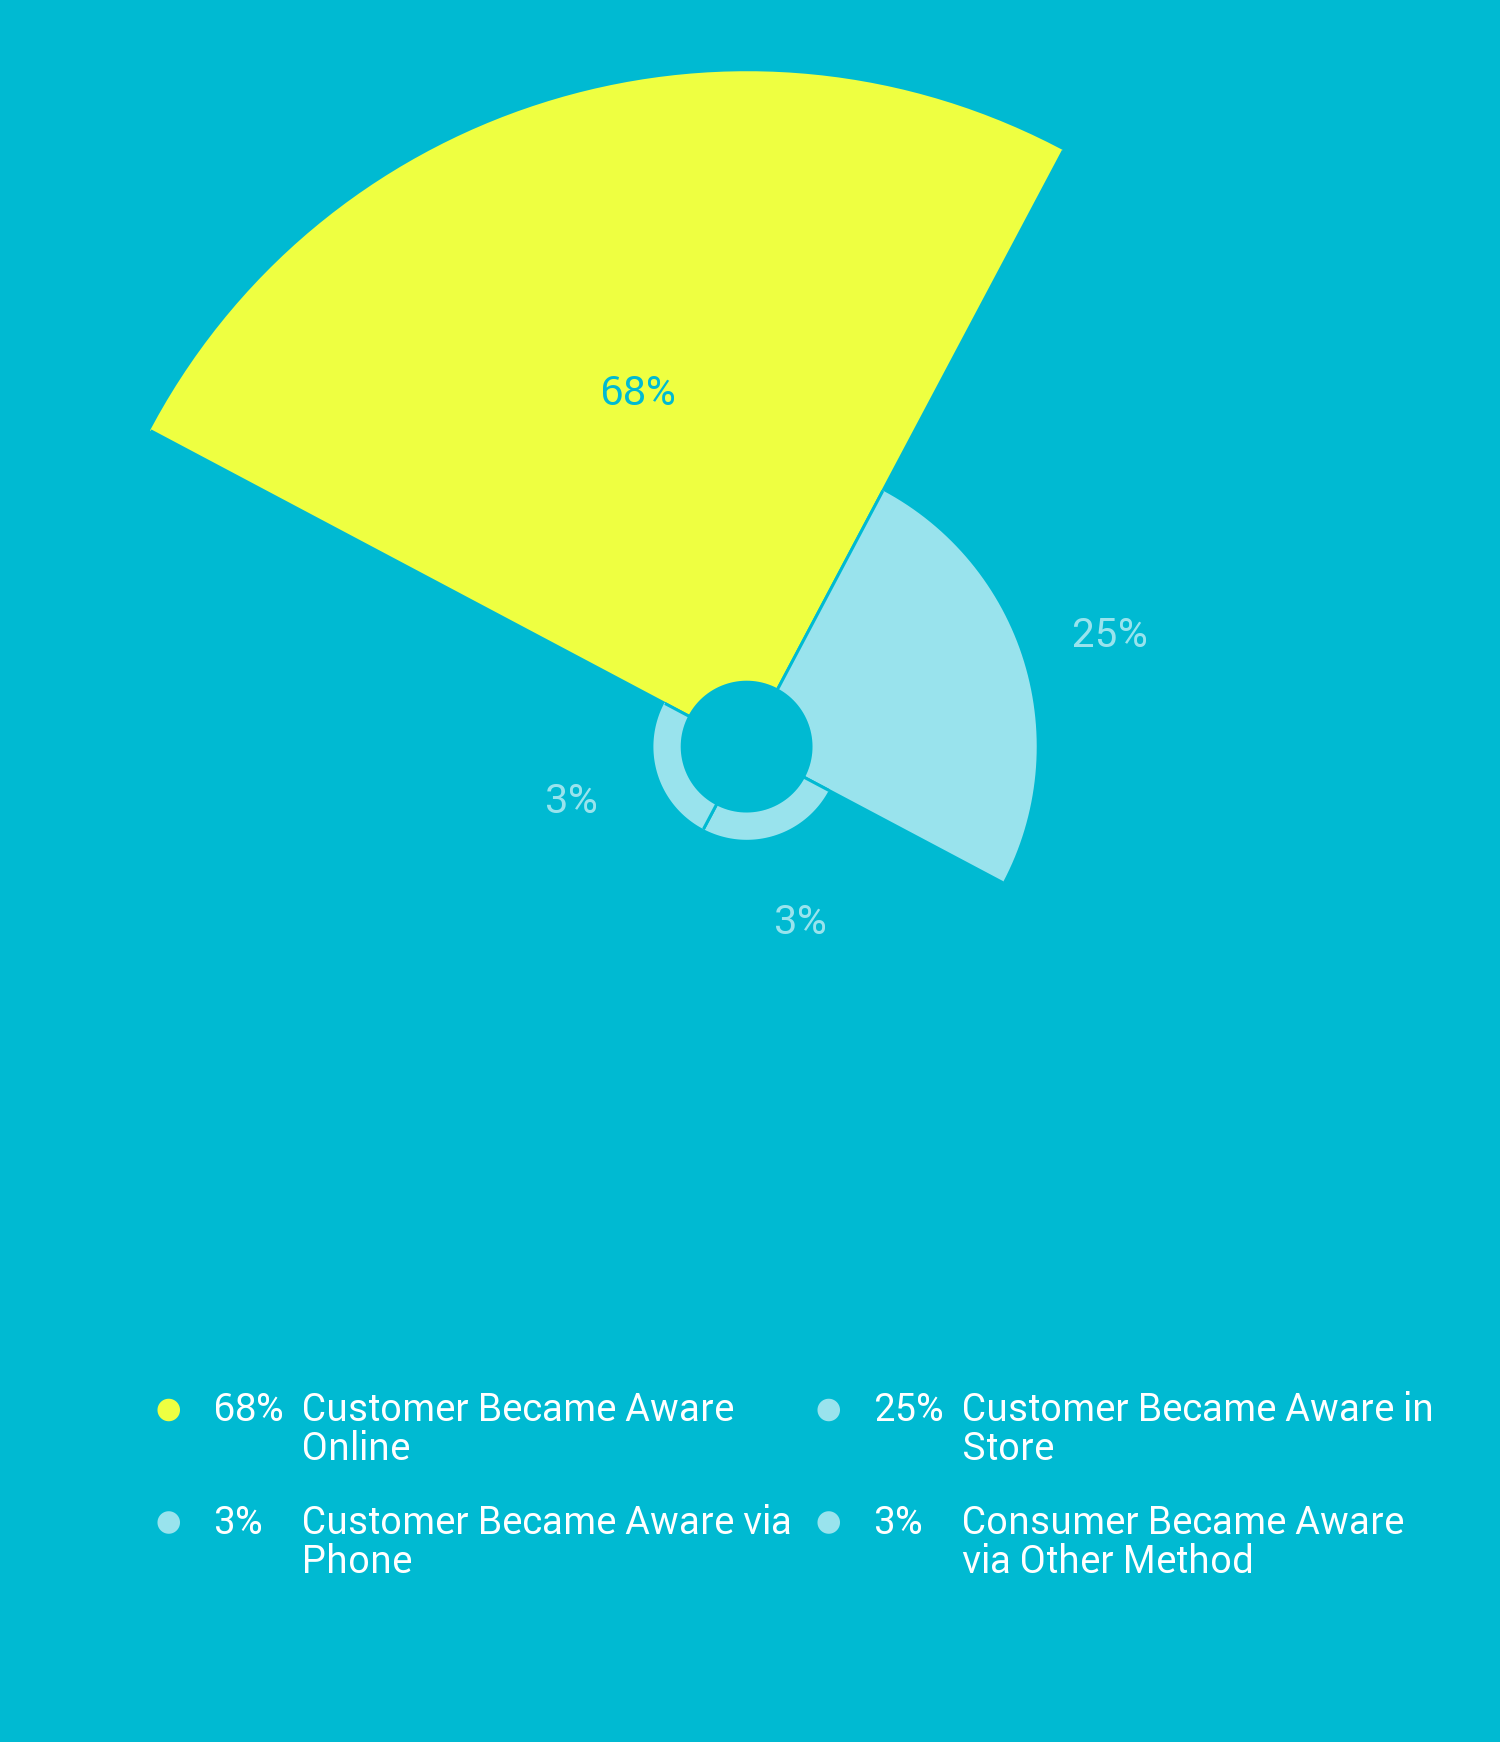 68%
25%
3%
3%
68% Customer Became Aware
Online
25% Customer Became Aware in
Store
3% Customer Became Aware via
Phone
3% Consumer Became Aware
via Other Method